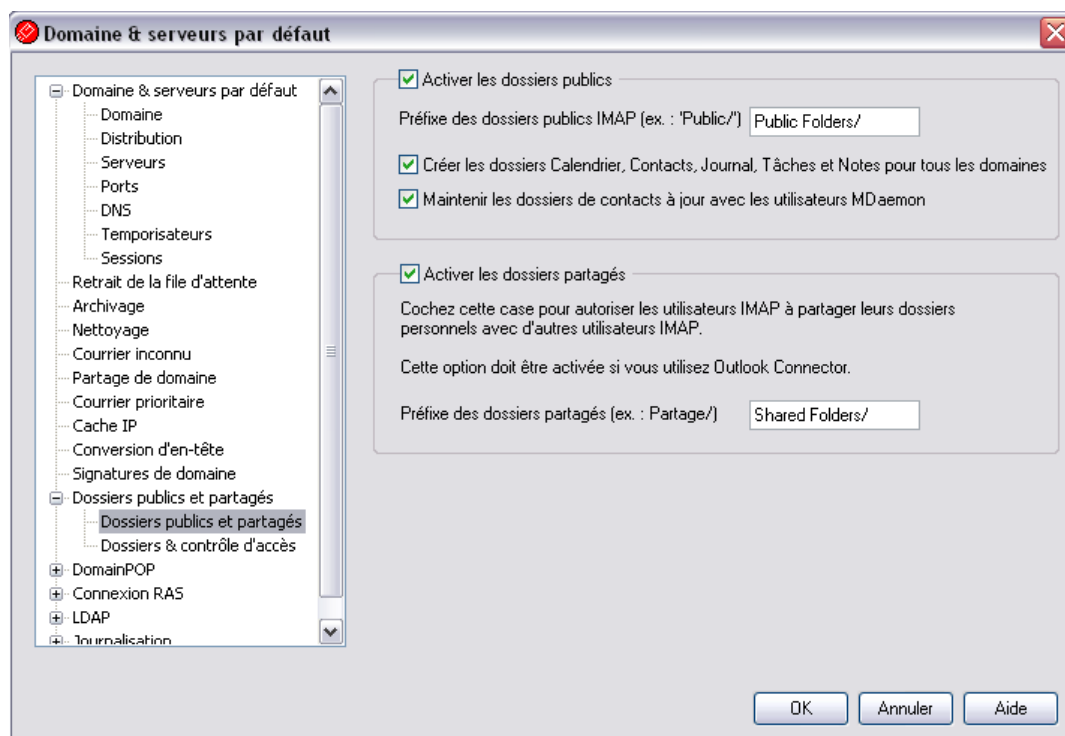 Domaine & serveurs par défaut
Domaine & serveurs par défaut
Domaine
Distribution
Serveurs
Ports
DNS
Temporisateurs
Sessions
Retrait de la file d'attente
Archivage
Nettoyage
Courrier inconnu
Partage de domaine
Courrier prioritaire
Cache IP
Conversion d'en-tête
Signatures de domaine
Dossiers publics et partagés
Dossiers publics et partagés
Dossiers & contrôle d'accès
DomainPOP
Connexion RAS
LDAP
Journalisation
Activer les dossiers publics
Préfixe des dossiers publics IMAP (ex. : 'Public/') Public Folders/
Créer les dossiers Calendrier, Contacts, Journal, Tâches et Notes pour tous les domaines
Maintenir les dossiers de contacts à jour avec les utilisateurs MDaemon
Activer les dossiers partagés
Cochez cette case pour autoriser les utilisateurs IMAP à partager leurs dossiers
personnels avec d'autres utilisateurs IMAP.
Cette option doit être activée si vous utilisez Outlook Connector.
Préfixe des dossiers partagés (ex. : Partage/) Shared Folders/
OK Annuler Aide